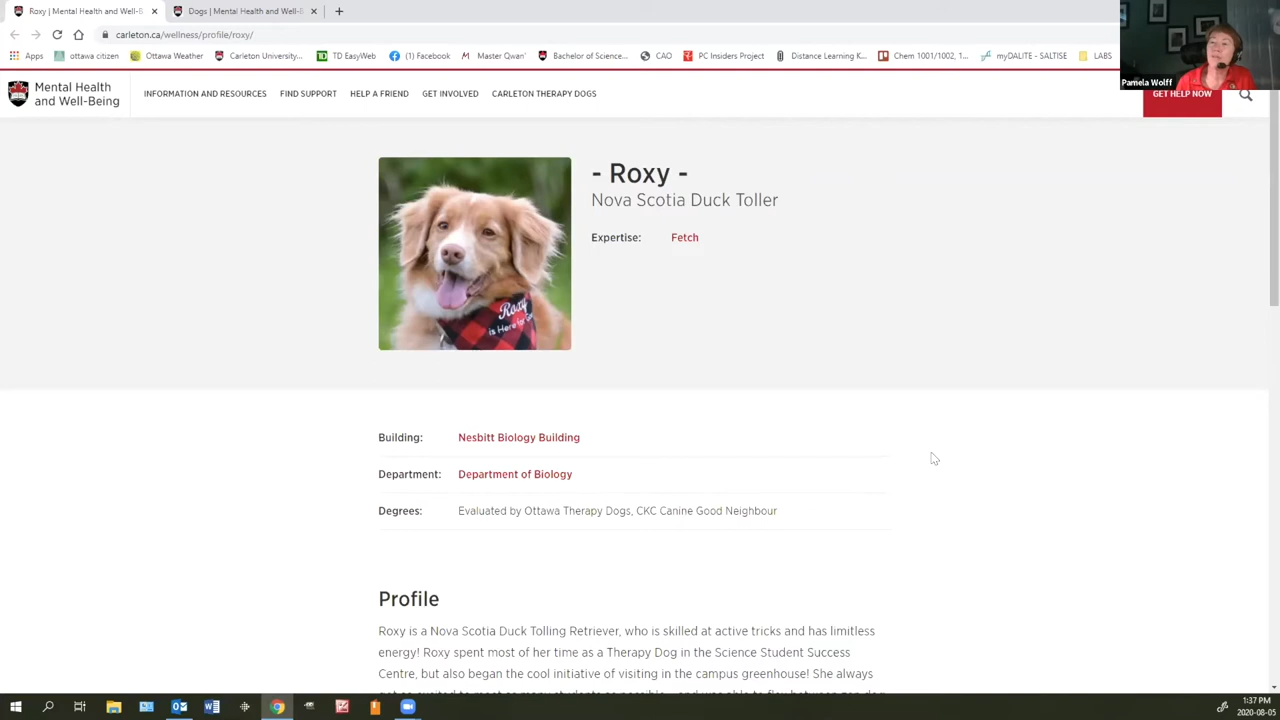 Roxy | Mental Health and Well-B
Dogs | Mental Health and Well-B
carleton.ca/wellness/profile/roxy/
Apps
ottawa citizen
Ottawa Weather
Carleton University...
TD EasyWeb
(1) Facebook
Master Qwan'
Bachelor of Science...
CAO
PC Insiders Project
Distance Learning K...
Chem 1001/1002, 1...
myDALITE - SALTISE
LABS
Pamela Wolff
Mental Health
and Well-Being
INFORMATION AND RESOURCES
FIND SUPPORT
HELP A FRIEND
GET INVOLVED
CARLETON THERAPY DOGS
GET HELP NOW
- Roxy -
Nova Scotia Duck Toller
Expertise: Fetch
Roxy
is Here for
Building: Nesbitt Biology Building
Department: Department of Biology
Degrees: Evaluated by Ottawa Therapy Dogs, CKC Canine Good Neighbour
Profile
Roxy is a Nova Scotia Duck Tolling Retriever, who is skilled at active tricks and has limitless
energy! Roxy spent most of her time as a Therapy Dog in the Science Student Success
Centre, but also began the cool initiative of visiting in the campus greenhouse! She always
1:37 PM
2020-08-05